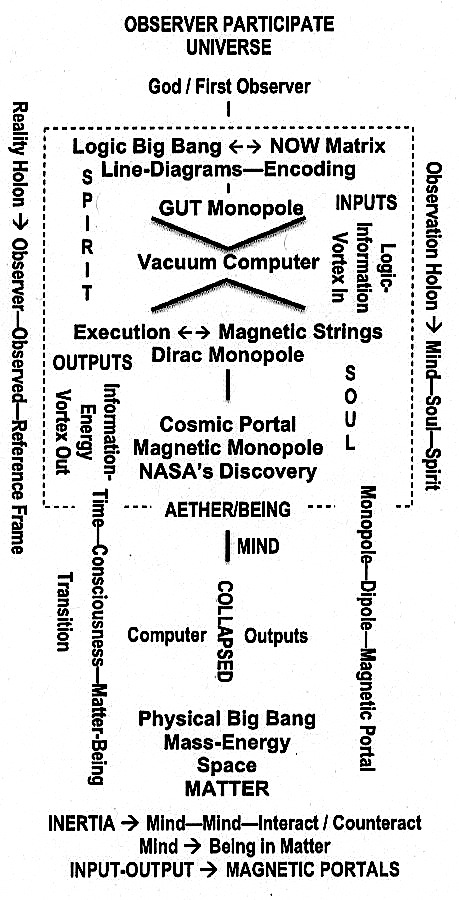 OBSERVER PARTICIPATE
UNIVERSE
God / First Observer
Reality Holon → Observer—Observed—Reference Frame
Observation Holon → Mind—Soul—Spirit
Logic Big Bang ←→ NOW Matrix
Line-Diagrams—Encoding
SPIRIT
GUT Monopole
INPUTS
Logic-
Information
Vortex In
Vacuum Computer
Execution ←→ Magnetic Strings
Dirac Monopole
OUTPUTS
Information-
Energy
Vortex Out
SOUL
Cosmic Portal
Magnetic Monopole
NASA's Discovery
AETHER/BEING
MIND
Time—Consciousness—Matter-Being
Transition
Monopole—Dipole—Magnetic Portal
Computer
COLLAPSED
Outputs
Physical Big Bang
Mass-Energy
Space
MATTER
INERTIA → Mind—Mind—Interact / Counteract
Mind → Being in Matter
INPUT-OUTPUT → MAGNETIC PORTALS